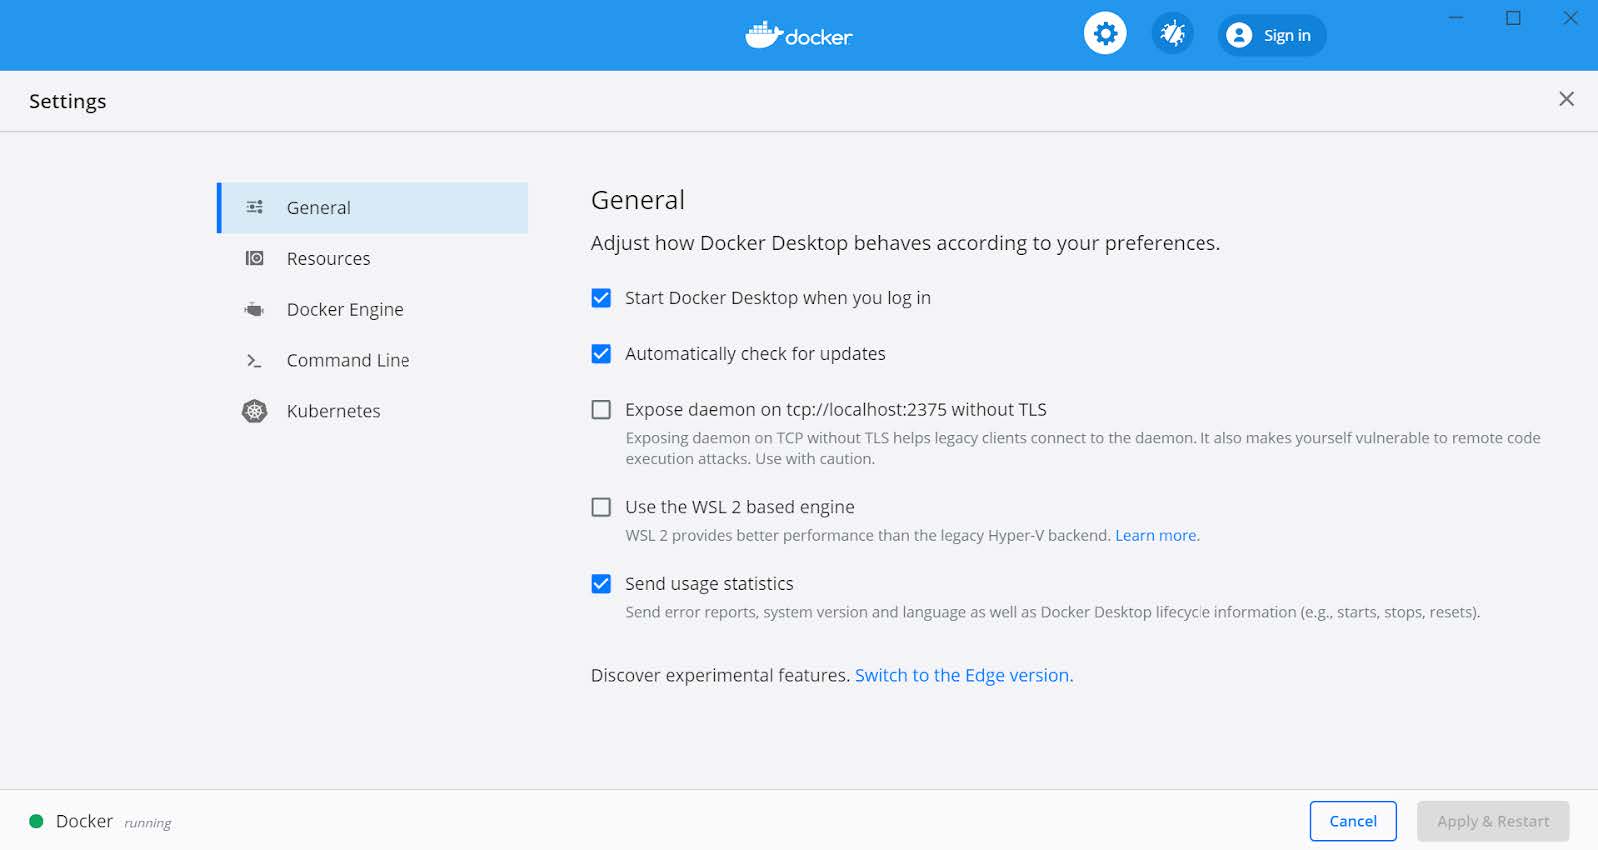 docker
Sign in
Settings
General
Resources
Docker Engine
Command Line
Kubernetes
General
Adjust how Docker Desktop behaves according to your preferences.
Start Docker Desktop when you log in
Automatically check for updates
Expose daemon on tcp://localhost:2375 without TLS
Exposing daemon on TCP without TLS helps legacy clients connect to the daemon. It also makes yourself vulnerable to remote code
execution attacks. Use with caution.
Use the WSL 2 based engine
WSL 2 provides better performance than the legacy Hyper-V backend. Learn more.
Send usage statistics
Send error reports, system version and language as well as Docker Desktop lifecycle information (e.g., starts, stops, resets).
Discover experimental features. Switch to the Edge version.
Docker running
Cancel
Apply & Restart